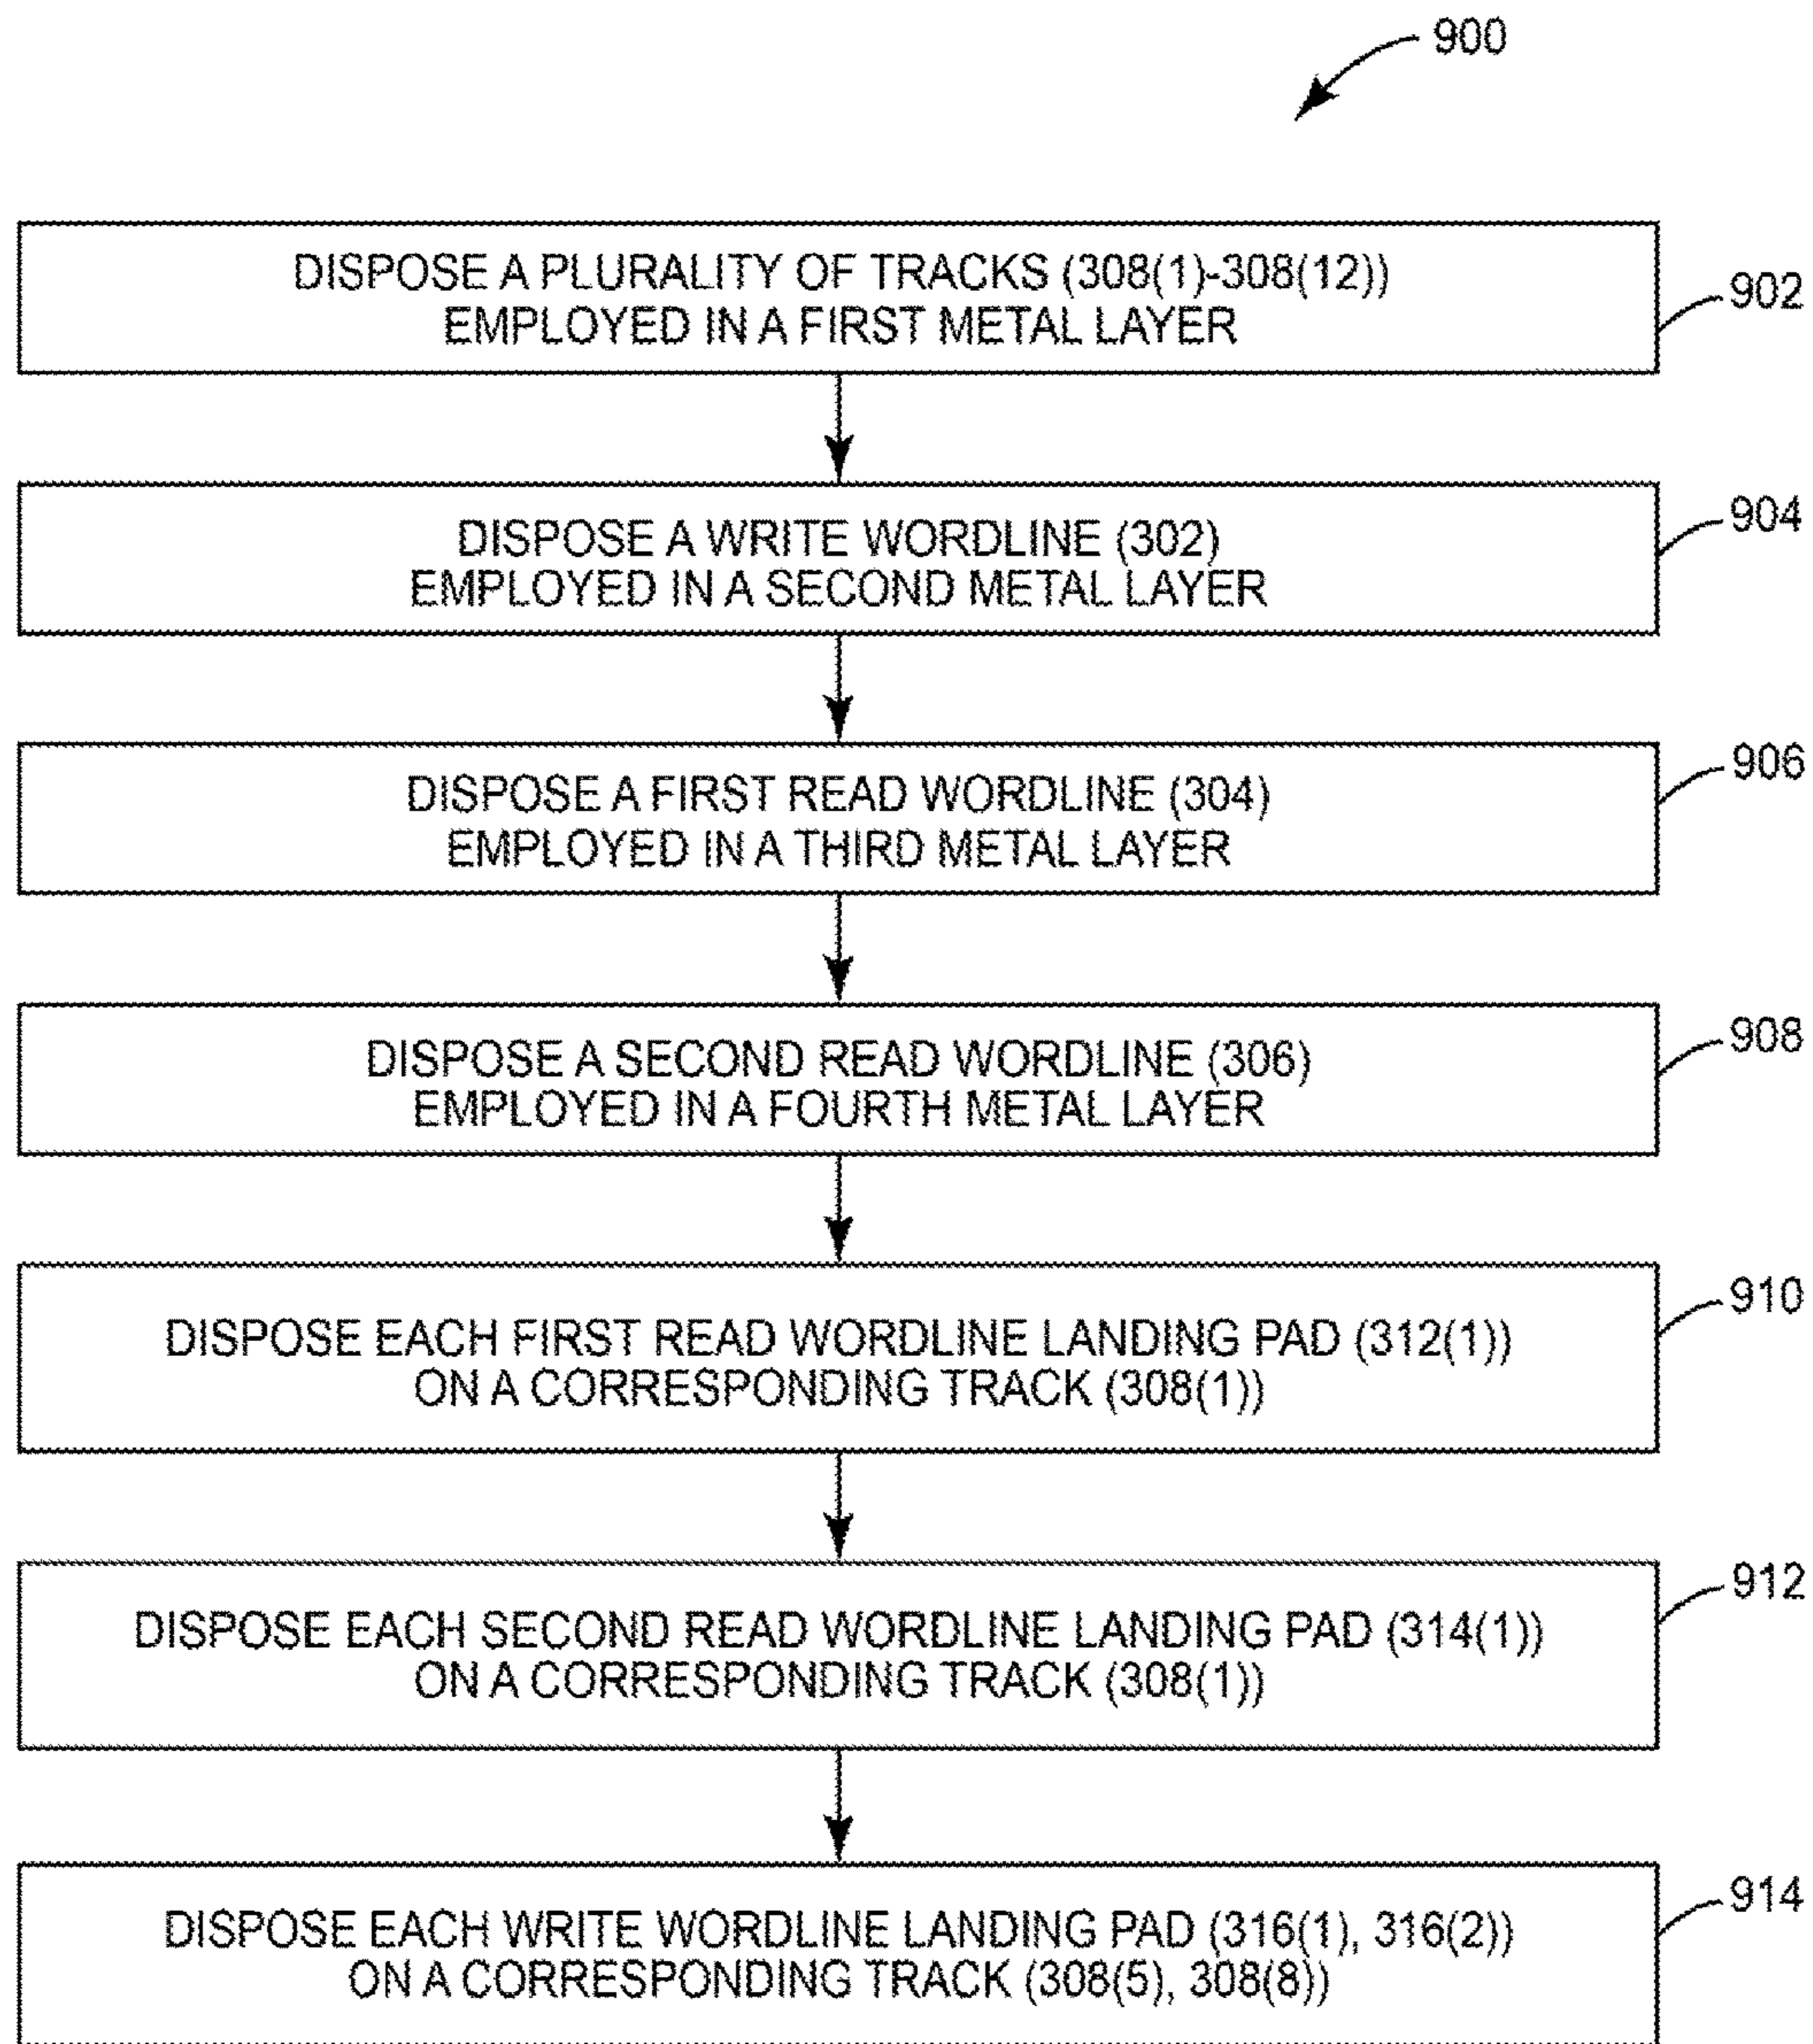 900
DISPOSE A PLURALITY OF TRACKS (308(1)-308(12))
EMPLOYED IN A FIRST METAL LAYER
902
DISPOSE A WRITE WORDLINE (302)
EMPLOYED IN A SECOND METAL LAYER
904
DISPOSE A FIRST READ WORDLINE (304)
EMPLOYED IN A THIRD METAL LAYER
906
DISPOSE A SECOND READ WORDLINE (306)
EMPLOYED IN A FOURTH METAL LAYER
908
DISPOSE EACH FIRST READ WORDLINE LANDING PAD (312(1))
ON A CORRESPONDING TRACK (308(1))
910
DISPOSE EACH SECOND READ WORDLINE LANDING PAD (314(1))
ON A CORRESPONDING TRACK (308(1))
912
DISPOSE EACH WRITE WORDLINE LANDING PAD (316(1), 316(2))
ON A CORRESPONDING TRACK (308(5), 308(8))
914